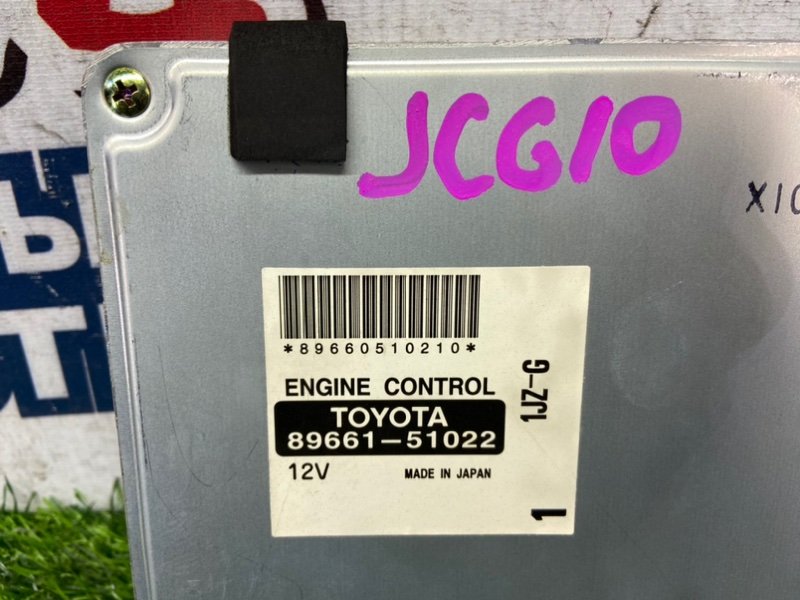 JCG10
X10
*89660510210*
ENGINE CONTROL
1JZ-G
TOYOTA
89661-51022
12V
MADE IN JAPAN
1